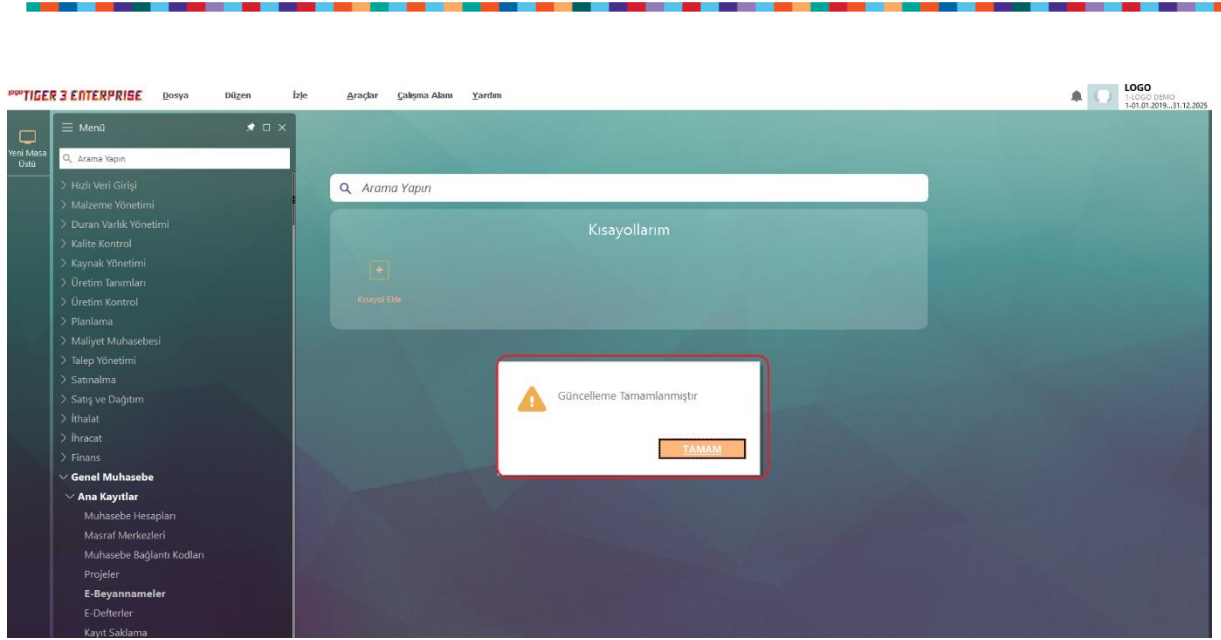 logo TIGER 3 ENTERPRISE Dosya Düzen İzle Araçlar Çalışma Alanı Yardım
LOGO
1-LOGO DEMO
1-01.01.2019...31.12.2025
Menü
Yeni Masa Üstü
Arama Yapın
Hızlı Veri Girişi
Malzeme Yönetimi
Duran Varlık Yönetimi
Kalite Kontrol
Kaynak Yönetimi
Üretim Tanımları
Üretim Kontrol
Planlama
Maliyet Muhasebesi
Talep Yönetimi
Satınalma
Satış ve Dağıtım
İthalat
İhracat
Finans
Genel Muhasebe
Ana Kayıtlar
Muhasebe Hesapları
Masraf Merkezleri
Muhasebe Bağlantı Kodları
Projeler
E-Beyannameler
E-Defterler
Kayıt Saklama
Arama Yapın
Kısayollarım
Kısayol Ekle
Güncelleme Tamamlanmıştır
TAMAM